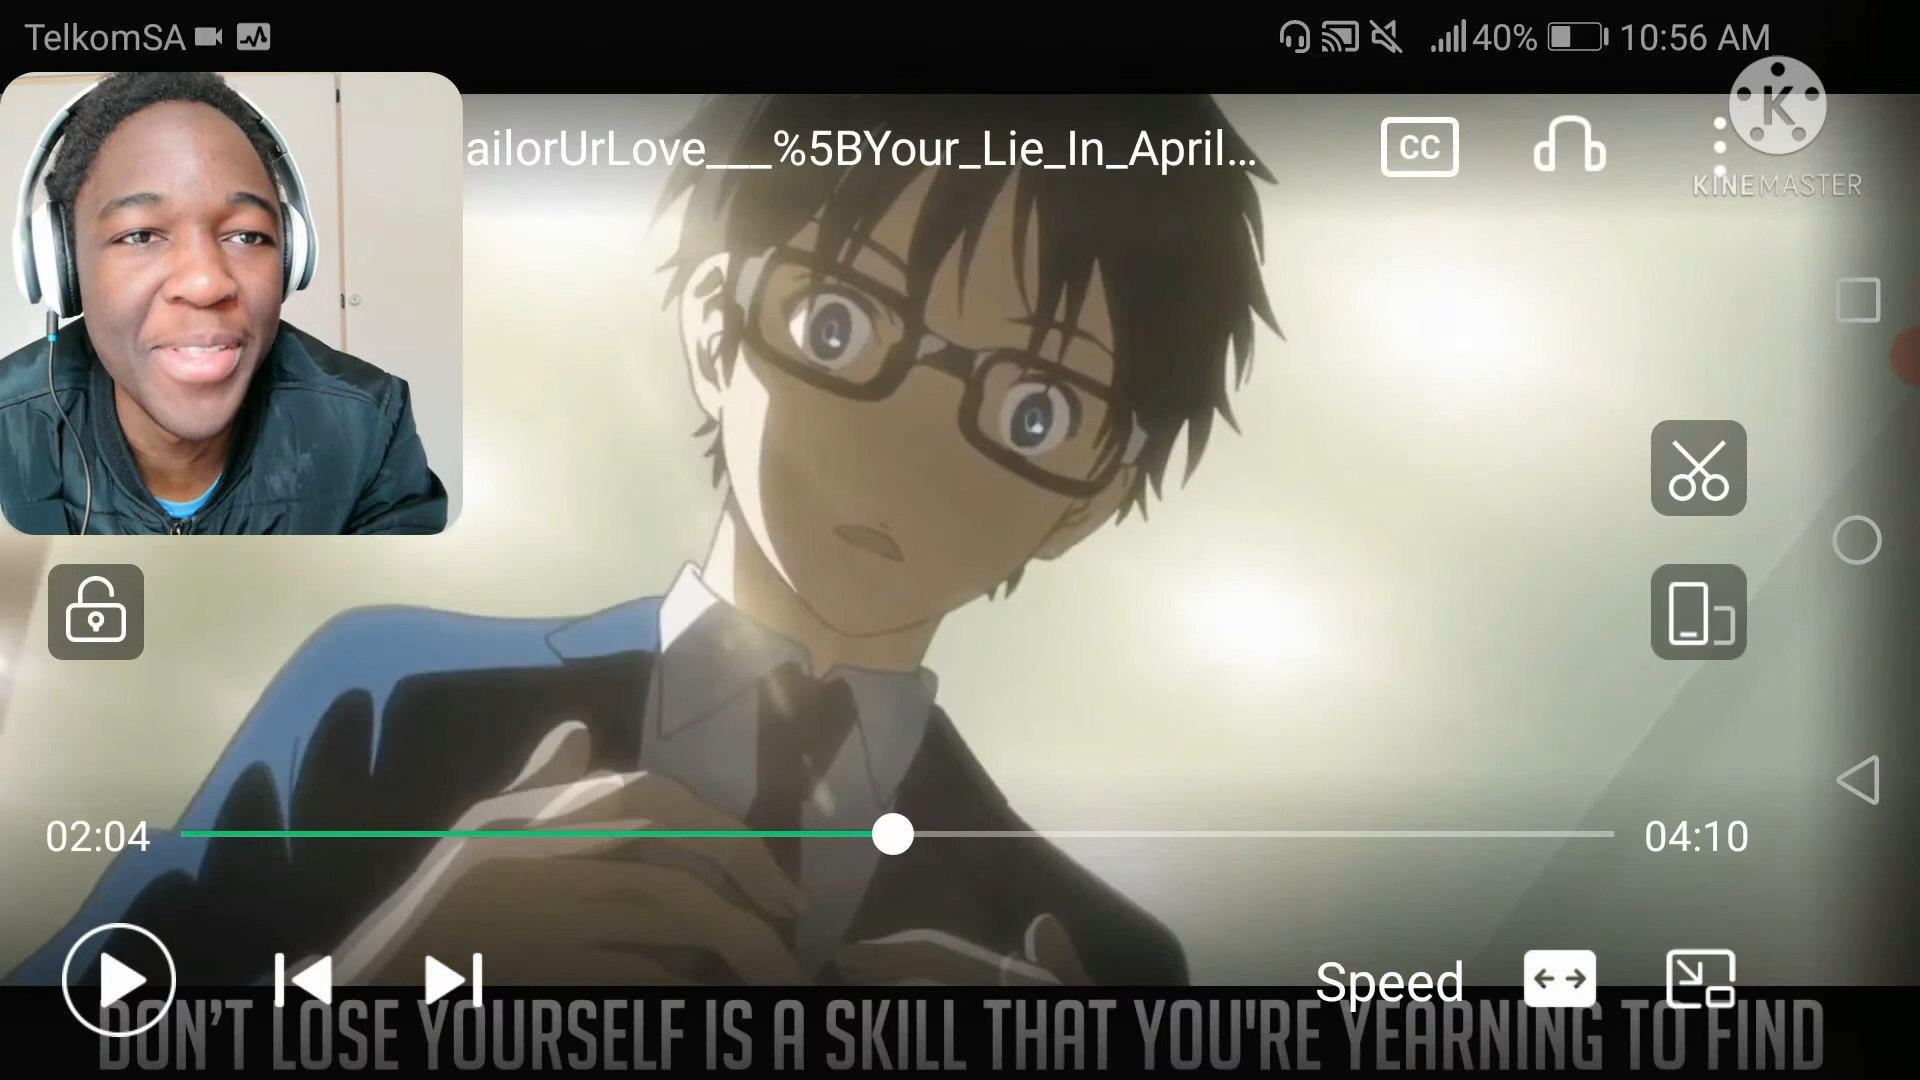 TelkomSA 40% 10:56 AM
ailorUrLove___%5BYour_Lie_In_April...
CC
K
KINEMASTER
02:04
04:10
Speed
DON'T LOSE YOURSELF IS A SKILL THAT YOU'RE YEARNING TO FIND